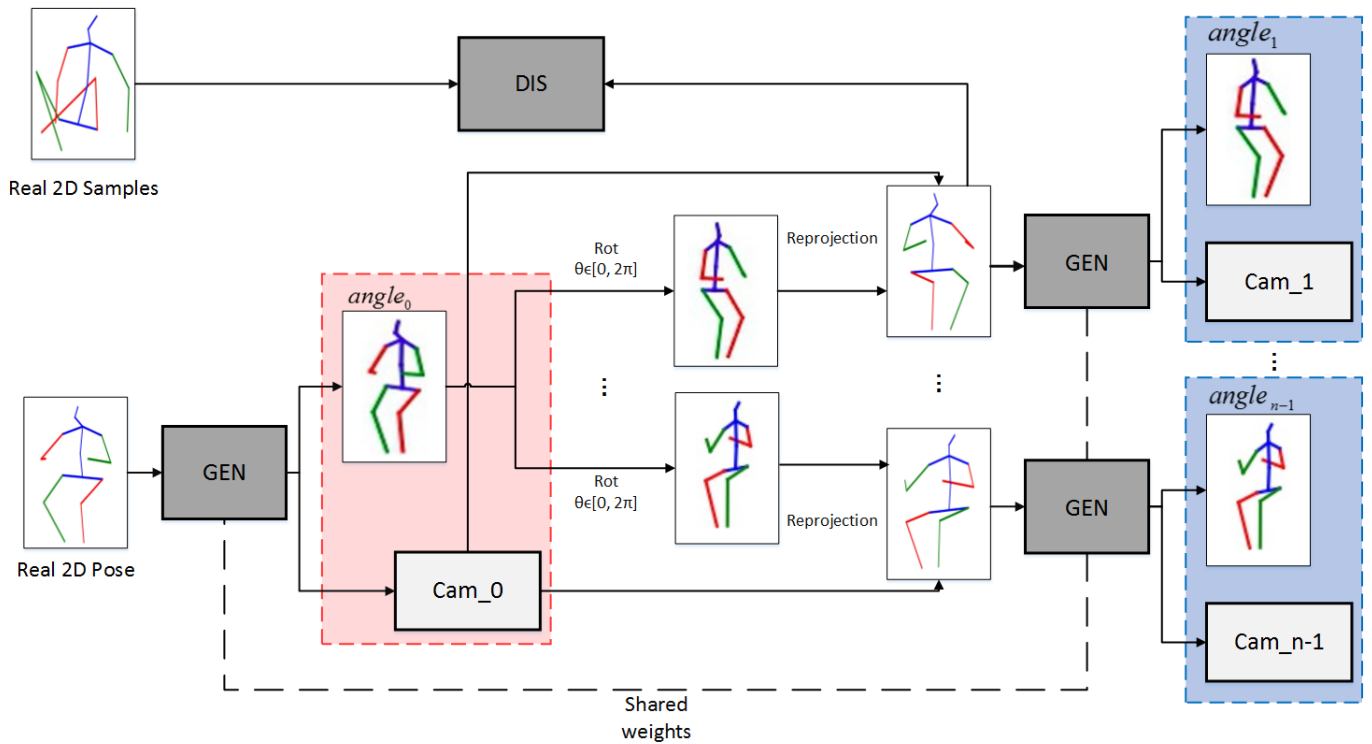 DIS
Real 2D Samples
angle₁
GEN
Cam_1
Rot
θϵ[0, 2π]
Reprojection
angle₀
⋮
⋮
⋮
angleₙ₋₁
GEN
Real 2D Pose
Cam_0
Rot
θϵ[0, 2π]
Reprojection
GEN
Cam_n-1
Shared
weights